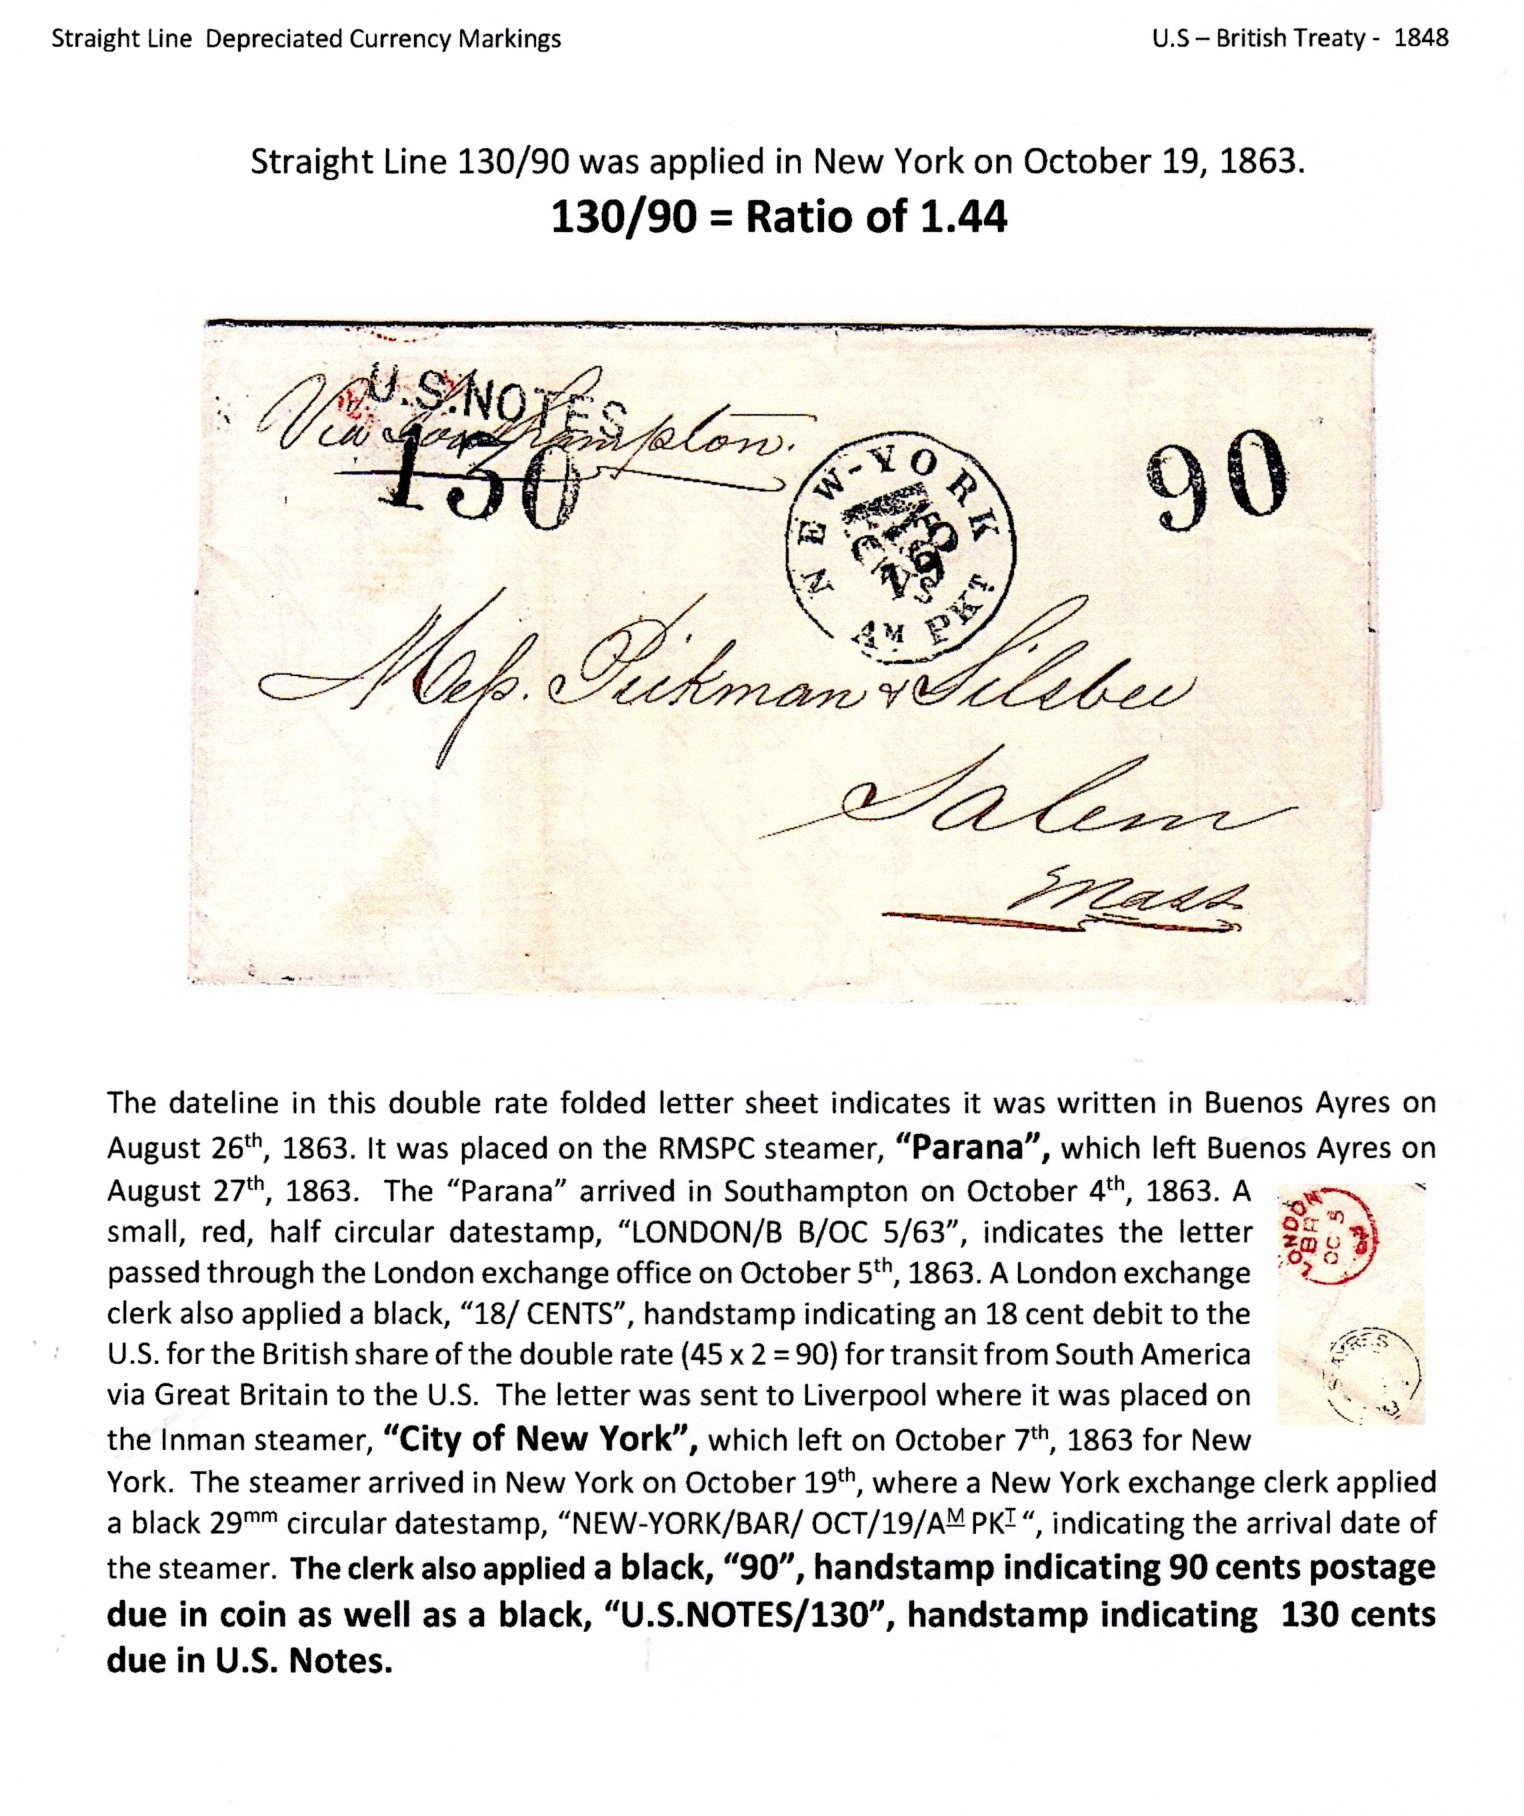 Straight Line Depreciated Currency Markings
U.S – British Treaty - 1848
Straight Line 130/90 was applied in New York on October 19, 1863.
130/90 = Ratio of 1.44
U.S.NOTES
Via Southampton.
130
NEW-YORK
OCT
19
AM PKT
90
Mess. Pickman & Silsbee
Salem
Mass
The dateline in this double rate folded letter sheet indicates it was written in Buenos Ayres on
August 26th, 1863. It was placed on the RMSPC steamer, “Parana”, which left Buenos Ayres on
August 27th, 1863. The “Parana” arrived in Southampton on October 4th, 1863. A
small, red, half circular datestamp, “LONDON/B B/OC 5/63”, indicates the letter
passed through the London exchange office on October 5th, 1863. A London exchange
clerk also applied a black, “18/ CENTS”, handstamp indicating an 18 cent debit to the
U.S. for the British share of the double rate (45 x 2 = 90) for transit from South America
via Great Britain to the U.S. The letter was sent to Liverpool where it was placed on
the Inman steamer, “City of New York”, which left on October 7th, 1863 for New
York. The steamer arrived in New York on October 19th, where a New York exchange clerk applied
a black 29mm circular datestamp, “NEW-YORK/BAR/ OCT/19/AM PKT “, indicating the arrival date of
the steamer. The clerk also applied a black, “90”, handstamp indicating 90 cents postage
due in coin as well as a black, “U.S.NOTES/130”, handstamp indicating 130 cents
due in U.S. Notes.
LONDON
OC 5
AYRES